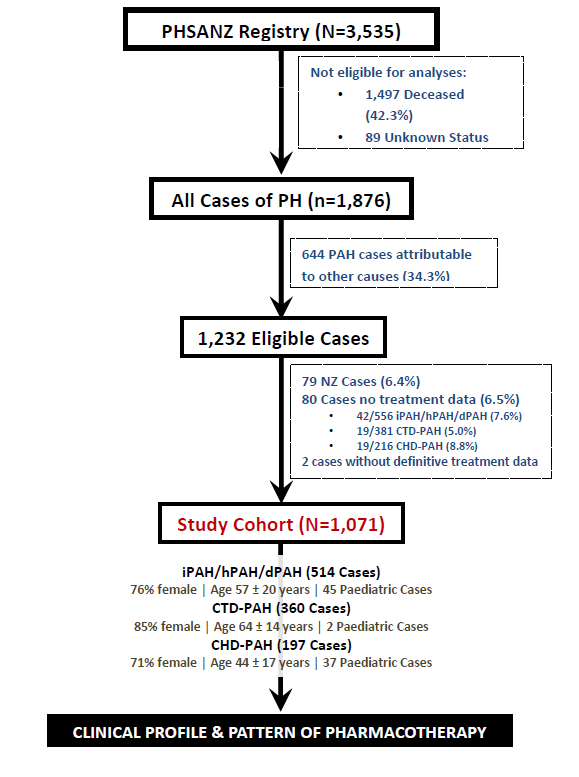 PHSANZ Registry (N=3,535)
Not eligible for analyses:
• 1,497 Deceased
(42.3%)
• 89 Unknown Status
All Cases of PH (n=1,876)
644 PAH cases attributable
to other causes (34.3%)
1,232 Eligible Cases
79 NZ Cases (6.4%)
80 Cases no treatment data (6.5%)
• 42/556 iPAH/hPAH/dPAH (7.6%)
• 19/381 CTD-PAH (5.0%)
• 19/216 CHD-PAH (8.8%)
2 cases without definitive treatment data
Study Cohort (N=1,071)
iPAH/hPAH/dPAH (514 Cases)
76% female | Age 57 ± 20 years | 45 Paediatric Cases
CTD-PAH (360 Cases)
85% female | Age 64 ± 14 years | 2 Paediatric Cases
CHD-PAH (197 Cases)
71% female | Age 44 ± 17 years | 37 Paediatric Cases
CLINICAL PROFILE & PATTERN OF PHARMACOTHERAPY